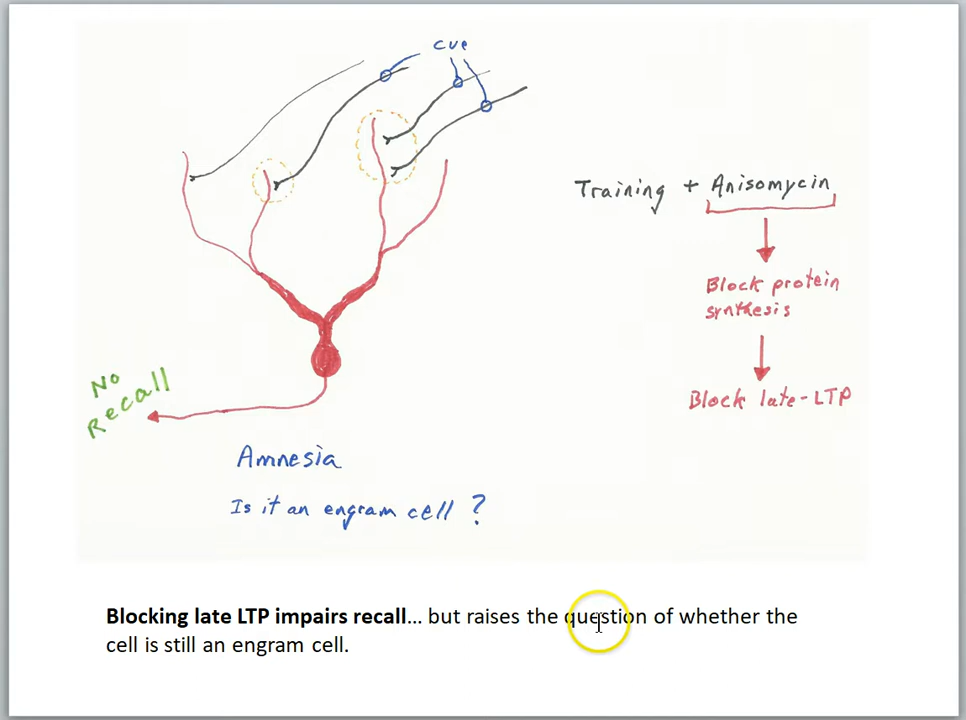 cue
Training + Anisomycin
Block protein
synthesis
Block late-LTP
No
Recall
Amnesia
Is it an engram cell ?
Blocking late LTP impairs recall... but raises the question of whether the
cell is still an engram cell.